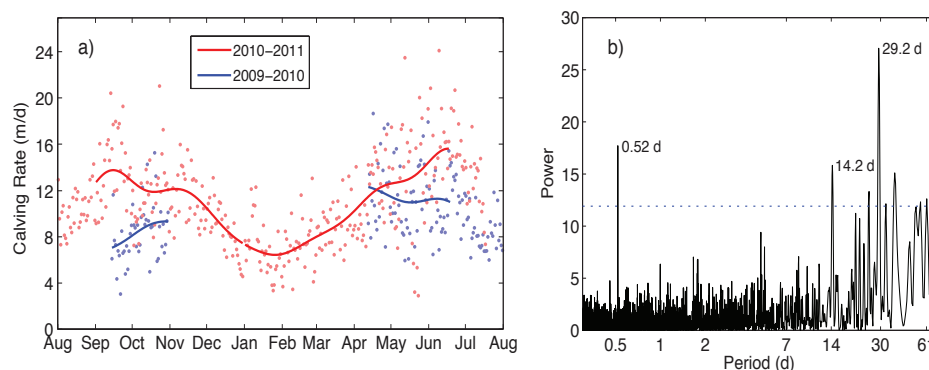 a)
2010−2011
2009−2010
Calving Rate (m/d)
24
20
16
12
8
4
0
Aug Sep Oct Nov Dec Jan Feb Mar Apr May Jun Jul Aug
b)
29.2 d
0.52 d
14.2 d
Power
30
25
20
15
10
5
0
0.5 1 2 7 14 30 61
Period (d)